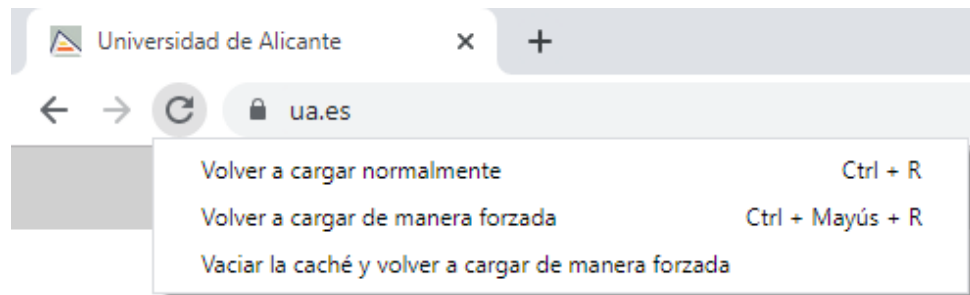 Universidad de Alicante
ua.es
Volver a cargar normalmente Ctrl + R
Volver a cargar de manera forzada Ctrl + Mayús + R
Vaciar la caché y volver a cargar de manera forzada